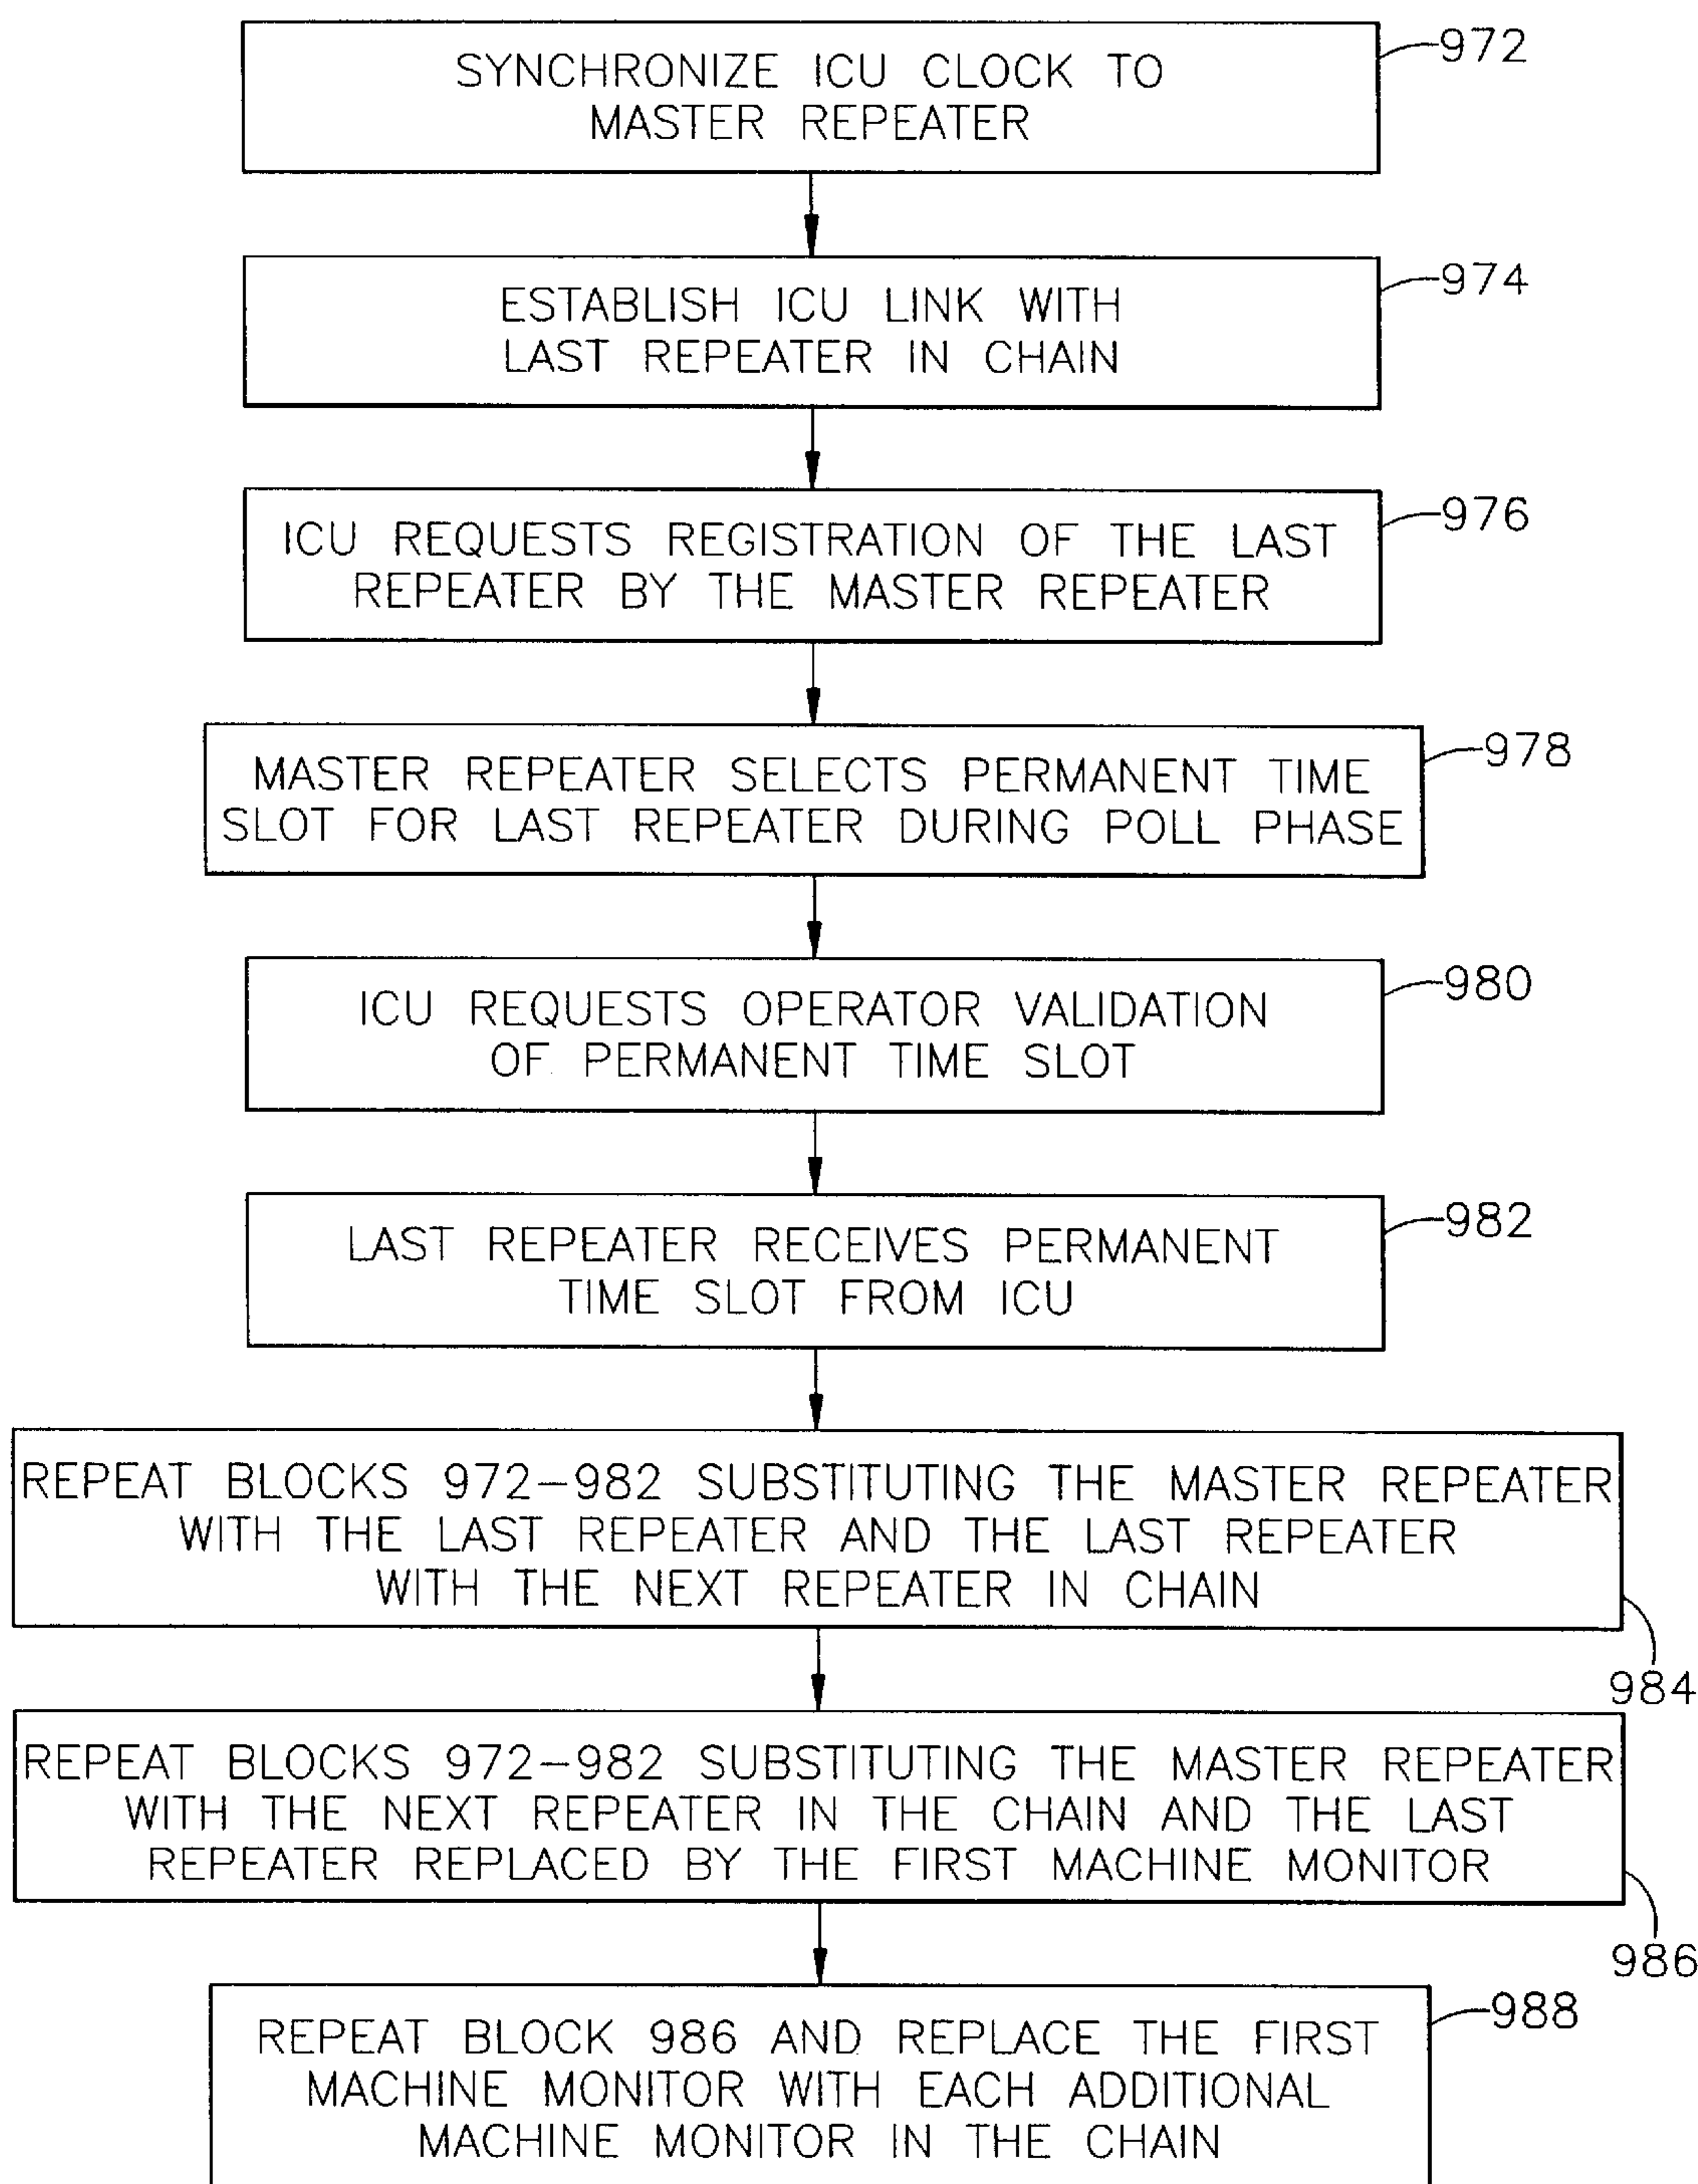 SYNCHRONIZE ICU CLOCK TO
MASTER REPEATER
972
ESTABLISH ICU LINK WITH
LAST REPEATER IN CHAIN
974
ICU REQUESTS REGISTRATION OF THE LAST
REPEATER BY THE MASTER REPEATER
976
MASTER REPEATER SELECTS PERMANENT TIME
SLOT FOR LAST REPEATER DURING POLL PHASE
978
ICU REQUESTS OPERATOR VALIDATION
OF PERMANENT TIME SLOT
980
LAST REPEATER RECEIVES PERMANENT
TIME SLOT FROM ICU
982
REPEAT BLOCKS 972-982 SUBSTITUTING THE MASTER REPEATER
WITH THE LAST REPEATER AND THE LAST REPEATER
WITH THE NEXT REPEATER IN CHAIN
984
REPEAT BLOCKS 972-982 SUBSTITUTING THE MASTER REPEATER
WITH THE NEXT REPEATER IN THE CHAIN AND THE LAST
REPEATER REPLACED BY THE FIRST MACHINE MONITOR
986
REPEAT BLOCK 986 AND REPLACE THE FIRST
MACHINE MONITOR WITH EACH ADDITIONAL
MACHINE MONITOR IN THE CHAIN
988